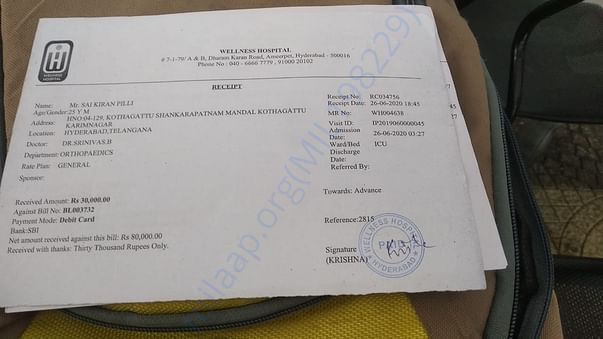 WELLNESS HOSPITAL
# 7-1-79/ A & B, Dharam Karan Road, Ameerpet, Hyderabad - 500016
Phone No : 040 - 6666 7779 , 91000 20102
WELLNESS
HOSPITAL
RECEIPT
Name: Mr. SAI KIRAN PILLI
Age/Gender: 25 Y M
Address: HNO:04-129, KOTHAGATTU SHANKARAPATNAM MANDAL KOTHAGATTU
KARIMNAGAR
Location: HYDERABAD,TELANGANA
Doctor: DR.SRINIVAS.B
Department: ORTHOPAEDICS
Rate Plan: GENERAL
Sponsor:
Receipt No: RC034756
Receipt Date: 26-06-2020 18:45
MR No: WH004638
Visit ID: IP2019060000045
Admission
Date: 26-06-2020 03:27
Ward/Bed ICU
Discharge
Date:
Referred By:
Received Amount: Rs 30,000.00
Against Bill No: BL003732
Payment Mode: Debit Card
Bank:SBI
Net amount received against this bill: Rs 80,000.00
Received with thanks: Thirty Thousand Rupees Only.
Towards: Advance
Reference:2815
Signature
(KRISHNA)
WELLNESS HOSPITAL
PAID
HYDERABAD